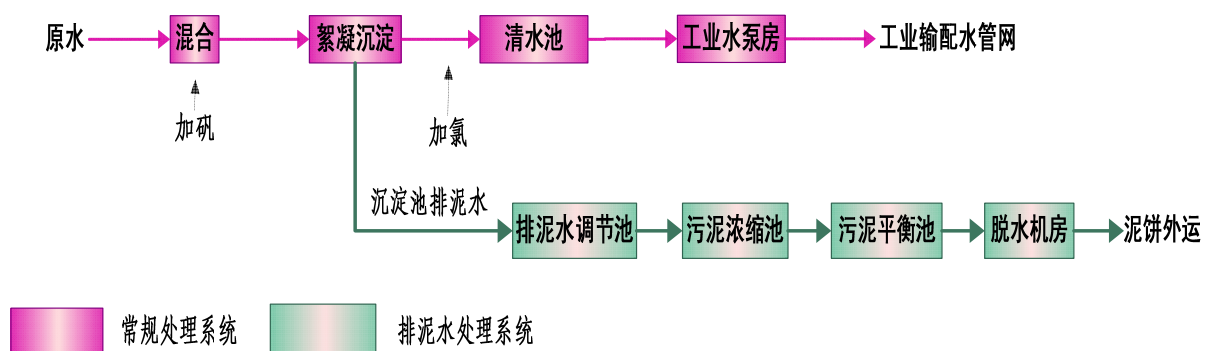 原水 混合 絮凝沉淀 清水池 工业水泵房 工业输配水管网
加矾 加氯
沉淀池排泥水
排泥水调节池 污泥浓缩池 污泥平衡池 脱水机房 泥饼外运
常规处理系统 排泥水处理系统